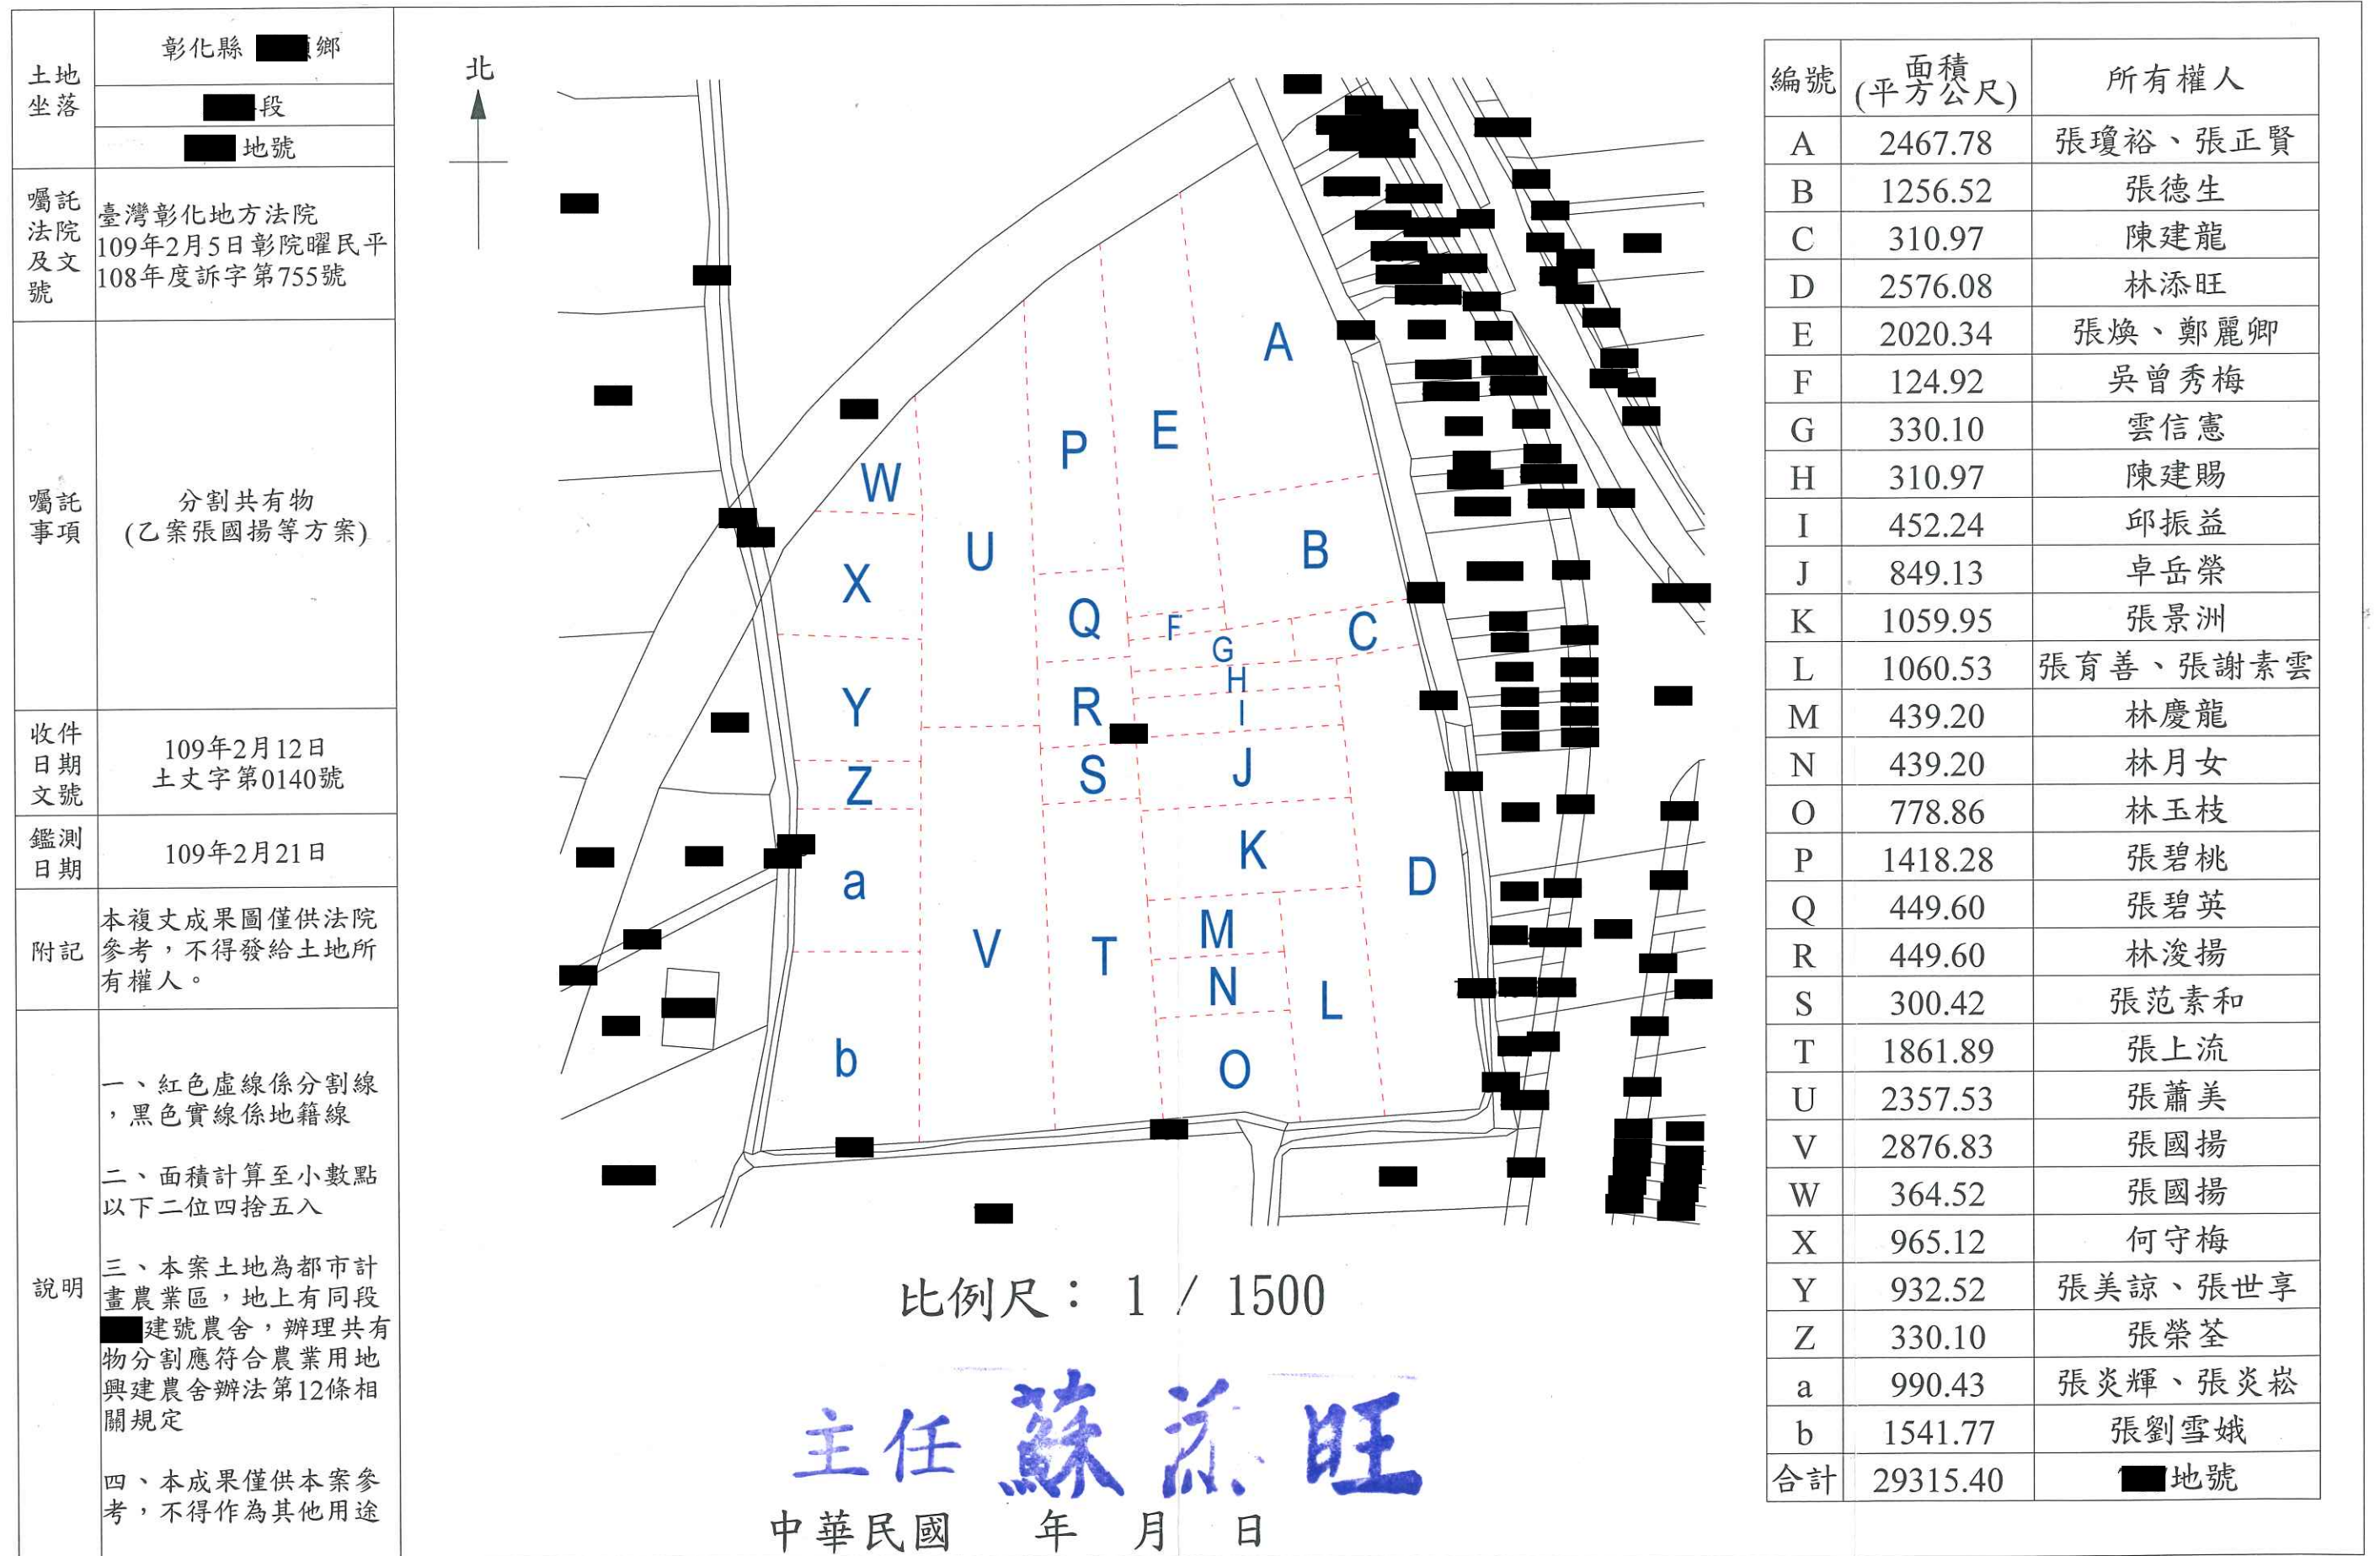 土地
坐落
彰化縣 鄉
段
地號
囑託
法院
及文
號
臺灣彰化地方法院
109年2月5日彰院曜民平
108年度訴字第755號
囑託
事項
分割共有物
(乙案張國揚等方案)
收件
日期
文號
109年2月12日
土丈字第0140號
鑑測
日期
109年2月21日
附記
本複丈成果圖僅供法院
參考，不得發給土地所
有權人。
說明
一、紅色虛線係分割線
，黑色實線係地籍線
二、面積計算至小數點
以下二位四捨五入
三、本案土地為都市計
畫農業區，地上有同段
建號農舍，辦理共有
物分割應符合農業用地
興建農舍辦法第12條相
關規定
四、本成果僅供本案參
考，不得作為其他用途
北
A
E
P
W
B
U
X
Q
F
C
G
H
R
Y
I
J
S
Z
K
D
a
M
V
T
N
L
b
O
比例尺： 1 / 1500
主任 蘇添旺
中華民國 年 月 日
編號 面積(平方公尺) 所有權人
A 2467.78 張瓊裕、張正賢
B 1256.52 張德生
C 310.97 陳建龍
D 2576.08 林添旺
E 2020.34 張煥、鄭麗卿
F 124.92 吳曾秀梅
G 330.10 雲信憲
H 310.97 陳建賜
I 452.24 邱振益
J 849.13 卓岳榮
K 1059.95 張景洲
L 1060.53 張育善、張謝素雲
M 439.20 林慶龍
N 439.20 林月女
O 778.86 林玉枝
P 1418.28 張碧桃
Q 449.60 張碧英
R 449.60 林浚揚
S 300.42 張范素和
T 1861.89 張上流
U 2357.53 張蕭美
V 2876.83 張國揚
W 364.52 張國揚
X 965.12 何守梅
Y 932.52 張美諒、張世享
Z 330.10 張榮荃
a 990.43 張炎輝、張炎崧
b 1541.77 張劉雪娥
合計 29315.40 地號